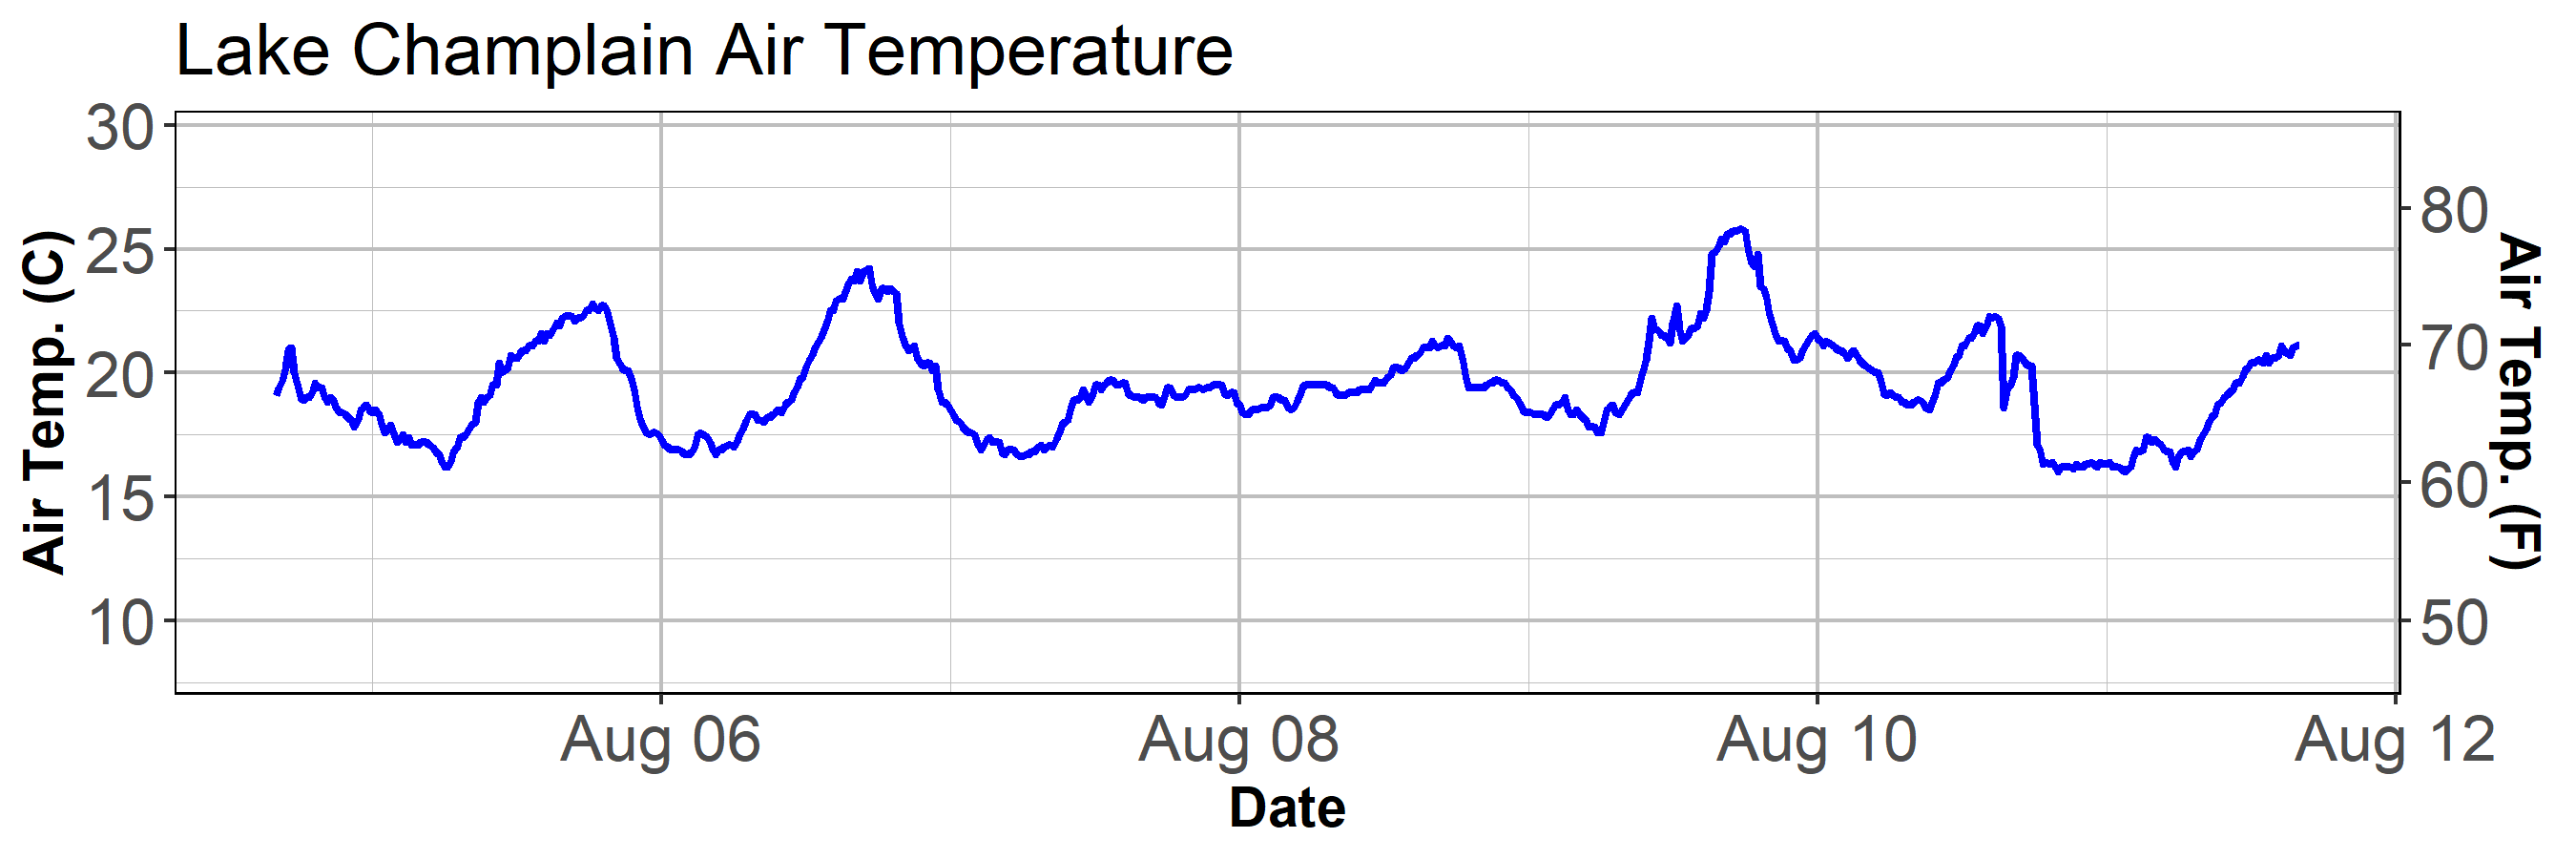 Lake Champlain Air Temperature
30
25
20
15
10
Air Temp. (C)
80
70
60
50
Air Temp. (F)
Aug 06
Aug 08
Aug 10
Aug 12
Date